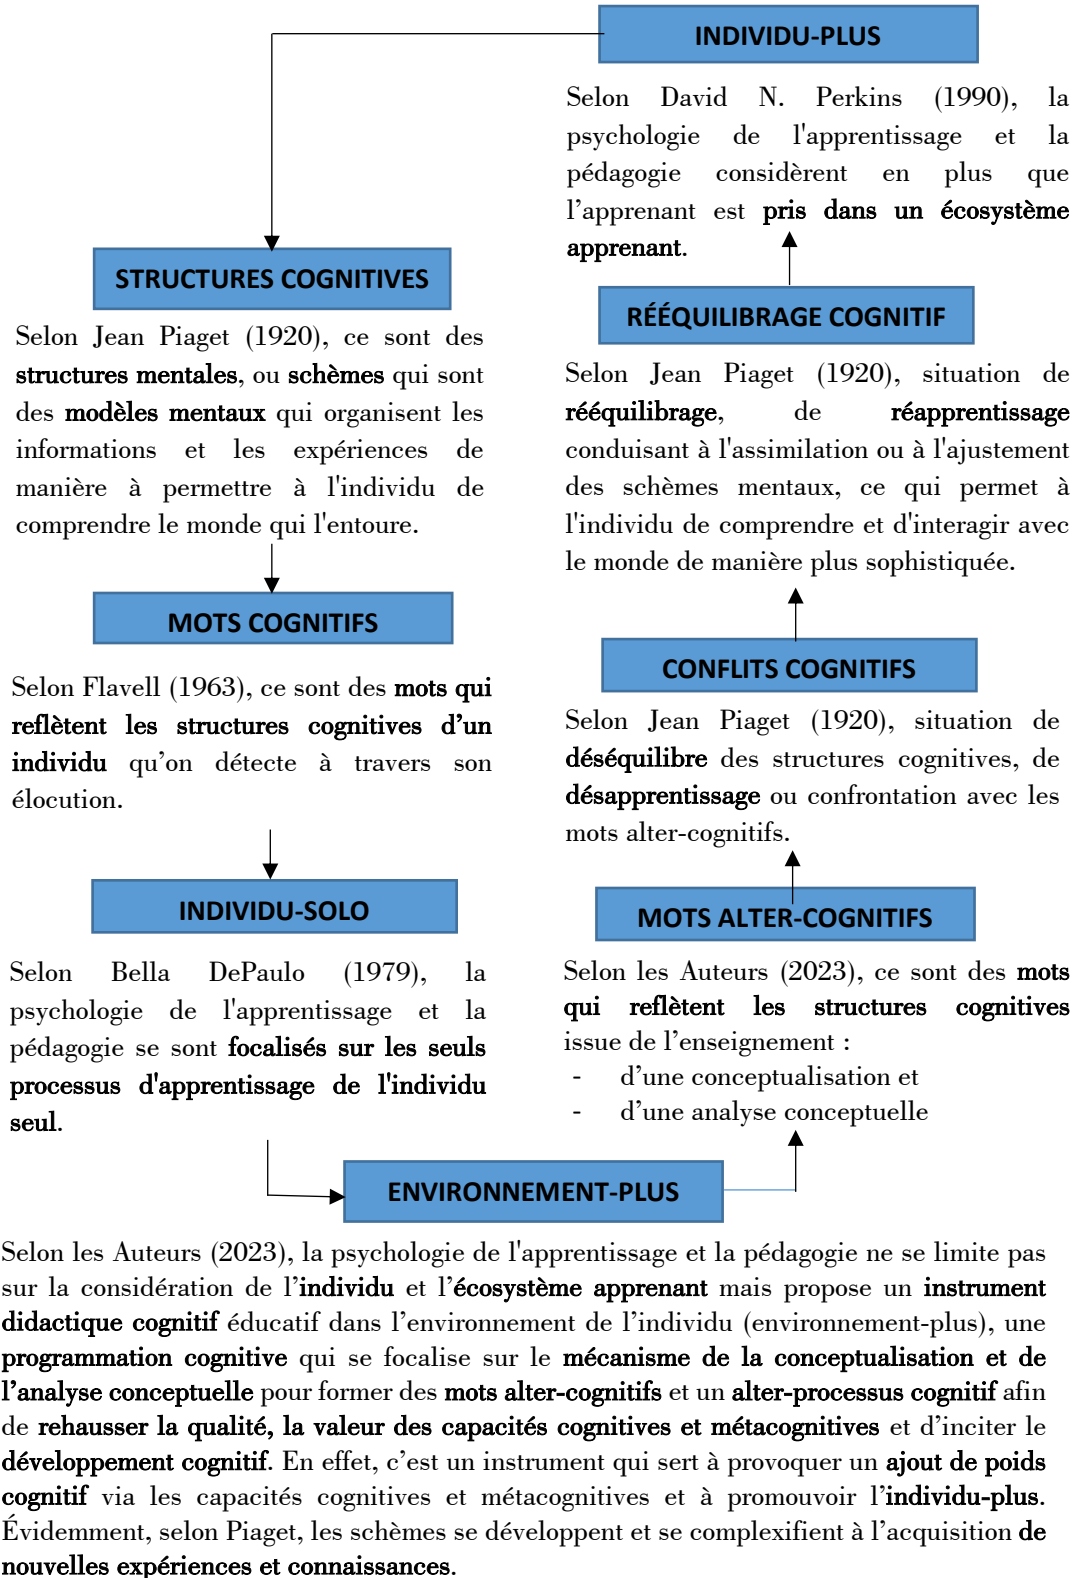 INDIVIDU-PLUS
Selon David N. Perkins (1990), la
psychologie de l'apprentissage et la
pédagogie considèrent en plus que
l’apprenant est pris dans un écosystème
apprenant.
STRUCTURES COGNITIVES
Selon Jean Piaget (1920), ce sont des
structures mentales, ou schèmes qui sont
des modèles mentaux qui organisent les
informations et les expériences de
manière à permettre à l'individu de
comprendre le monde qui l'entoure.
RÉÉQUILIBRAGE COGNITIF
Selon Jean Piaget (1920), situation de
rééquilibrage, de réapprentissage
conduisant à l'assimilation ou à l'ajustement
des schèmes mentaux, ce qui permet à
l'individu de comprendre et d'interagir avec
le monde de manière plus sophistiquée.
MOTS COGNITIFS
Selon Flavell (1963), ce sont des mots qui
reflètent les structures cognitives d’un
individu qu’on détecte à travers son
élocution.
CONFLITS COGNITIFS
Selon Jean Piaget (1920), situation de
déséquilibre des structures cognitives, de
désapprentissage ou confrontation avec les
mots alter-cognitifs.
INDIVIDU-SOLO
Selon Bella DePaulo (1979), la
psychologie de l'apprentissage et la
pédagogie se sont focalisés sur les seuls
processus d'apprentissage de l'individu
seul.
MOTS ALTER-COGNITIFS
Selon les Auteurs (2023), ce sont des mots
qui reflètent les structures cognitives
issue de l’enseignement :
- d’une conceptualisation et
- d’une analyse conceptuelle
ENVIRONNEMENT-PLUS
Selon les Auteurs (2023), la psychologie de l'apprentissage et la pédagogie ne se limite pas
sur la considération de l’individu et l’écosystème apprenant mais propose un instrument
didactique cognitif éducatif dans l’environnement de l’individu (environnement-plus), une
programmation cognitive qui se focalise sur le mécanisme de la conceptualisation et de
l’analyse conceptuelle pour former des mots alter-cognitifs et un alter-processus cognitif afin
de rehausser la qualité, la valeur des capacités cognitives et métacognitives et d’inciter le
développement cognitif. En effet, c’est un instrument qui sert à provoquer un ajout de poids
cognitif via les capacités cognitives et métacognitives et à promouvoir l’individu-plus.
Évidemment, selon Piaget, les schèmes se développent et se complexifient à l’acquisition de
nouvelles expériences et connaissances.